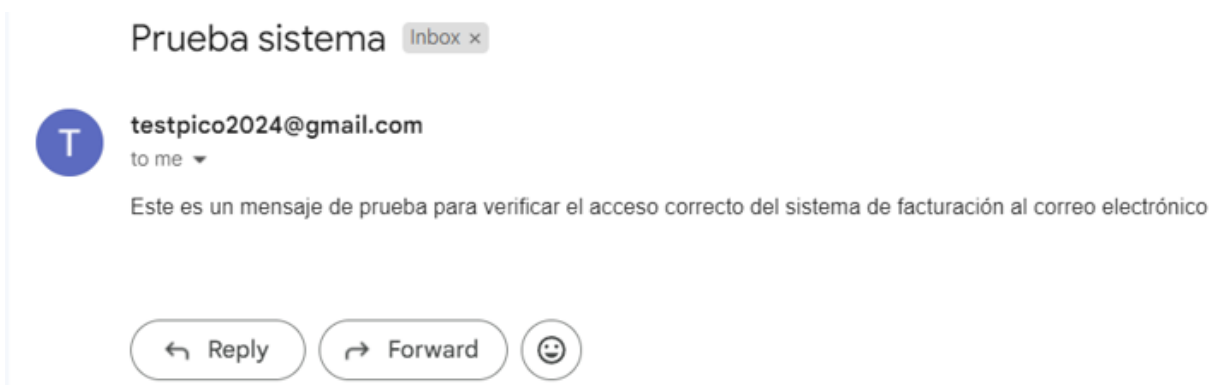 Prueba sistema Inbox ×
T
testpico2024@gmail.com
to me
Este es un mensaje de prueba para verificar el acceso correcto del sistema de facturación al correo electrónico
Reply Forward